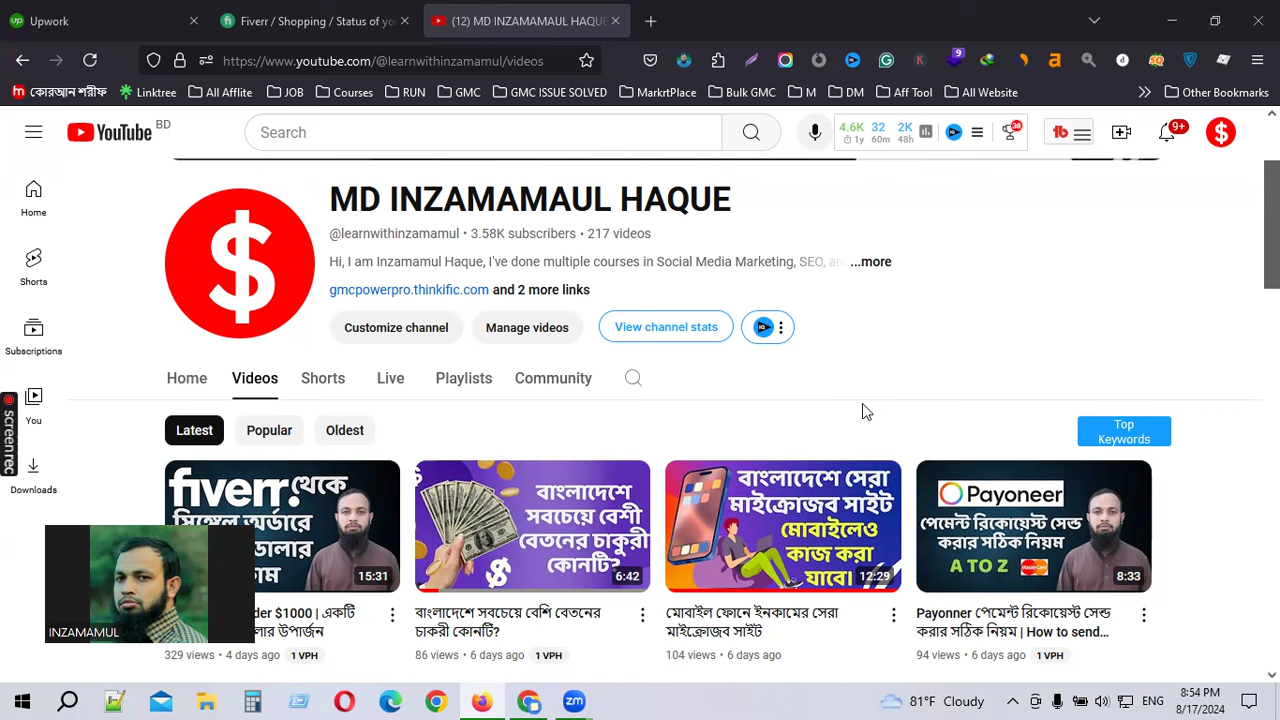 Upwork
Fiverr / Shopping / Status of yo
(12) MD INZAMAMAUL HAQUE
https://www.youtube.com/@learnwithinzamamul/videos
কোরআন শরীফ
Linktree
All Afflite
JOB
Courses
RUN
GMC
GMC ISSUE SOLVED
MarkrtPlace
Bulk GMC
M
DM
Aff Tool
All Website
Other Bookmarks
YouTube BD
Search
4.6K 32 2K
1y 60m 48h
9+
Home
Shorts
Subscriptions
You
Downloads
screenrec
MD INZAMAMAUL HAQUE
@learnwithinzamamul • 3.58K subscribers • 217 videos
Hi, I am Inzamamul Haque, I've done multiple courses in Social Media Marketing, SEO, an ...more
gmcpowerpro.thinkific.com and 2 more links
Customize channel
Manage videos
View channel stats
Home
Videos
Shorts
Live
Playlists
Community
Latest
Popular
Oldest
Top
Keywords
fiverr. থেকে
সিঙ্গেল অর্ডারে
15:31
বাংলাদেশে
সবচেয়ে বেশী
বেতনের চাকুরী
কোনটি?
6:42
বাংলাদেশে সেরা
মাইক্রোজব সাইট
মোবাইলেও
কাজ করা
যাবে।
12:29
Payoneer
পেমেন্ট রিকোয়েস্ট সেন্ড
করার সঠিক নিয়ম
A TO Z
8:33
INZAMAMUL
der $1000 | একটি
লার উপার্জন
329 views • 4 days ago
1 VPH
বাংলাদেশে সবচেয়ে বেশি বেতনের
চাকরী কোনটি?
86 views • 6 days ago
1 VPH
মোবাইল ফোনে ইনকামের সেরা
মাইক্রোজব সাইট
104 views • 6 days ago
Payonner পেমেন্ট রিকোয়েস্ট সেন্ড
করার সঠিক নিয়ম | How to send...
94 views • 6 days ago
1 VPH
81°F Cloudy
ENG
8:54 PM
8/17/2024